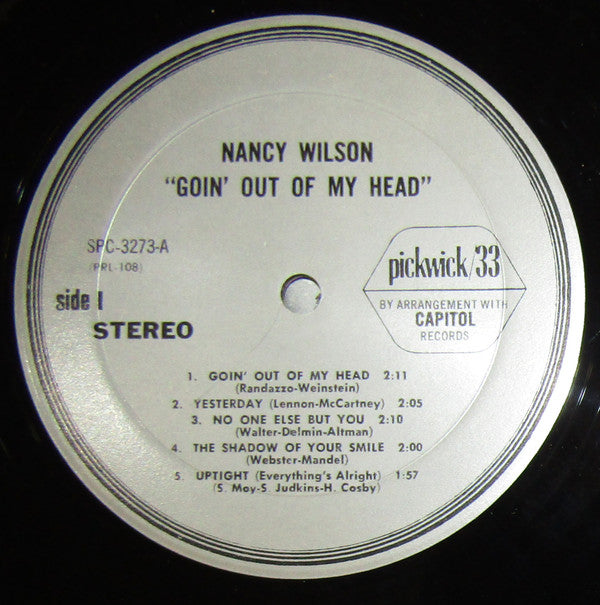 NANCY WILSON
"GOIN' OUT OF MY HEAD"
SPC-3273-A
(PRL-108)
side 1
STEREO
pickwick/33
BY ARRANGEMENT WITH
CAPITOL
RECORDS
1. GOIN' OUT OF MY HEAD 2:11
(Randazzo-Weinstein)
2. YESTERDAY (Lennon-McCartney) 2:05
3. NO ONE ELSE BUT YOU 2:10
(Walter-Delmin-Altman)
4. THE SHADOW OF YOUR SMILE 2:00
(Webster-Mandel)
5. UPTIGHT (Everything's Alright) 1:57
(S. Moy-S. Judkins-H. Cosby)